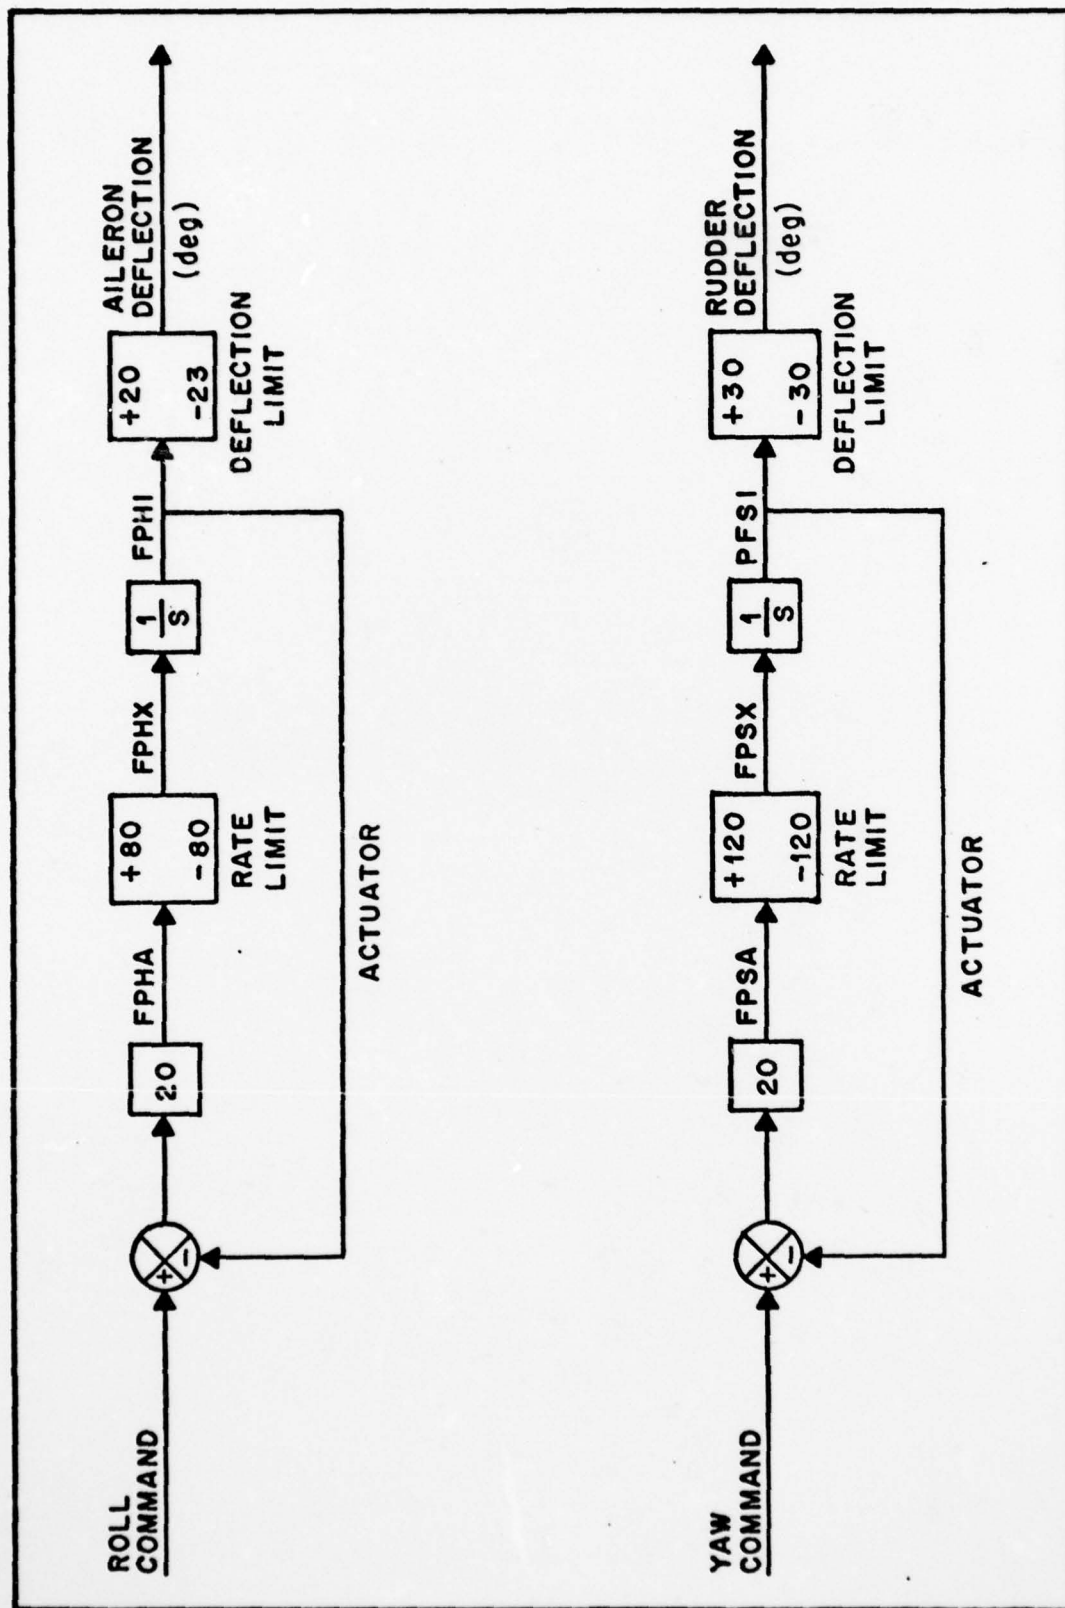 ROLL
COMMAND
+
-
20
FPHA
+80
-80
RATE
LIMIT
FPHX
1
S
FPHI
+20
-23
DEFLECTION
LIMIT
AILERON
DEFLECTION
(deg)
ACTUATOR
YAW
COMMAND
+
-
20
FPSA
+120
-120
RATE
LIMIT
FPSX
1
S
PFSI
+30
-30
DEFLECTION
LIMIT
RUDDER
DEFLECTION
(deg)
ACTUATOR